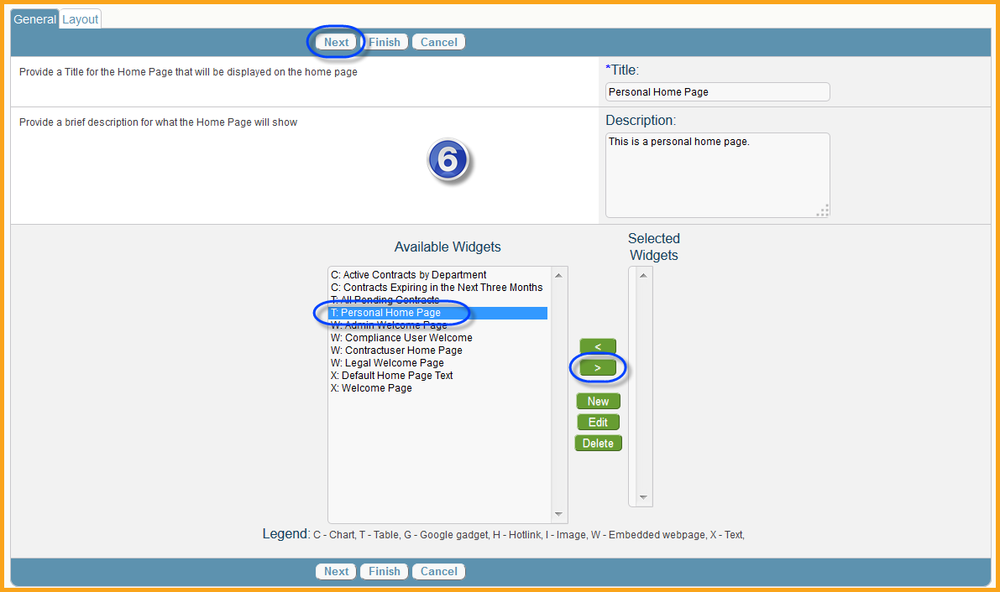 General Layout
Next Finish Cancel
Provide a Title for the Home Page that will be displayed on the home page
*Title:
Personal Home Page
Provide a brief description for what the Home Page will show
Description:
This is a personal home page.
6
Available Widgets
Selected
Widgets
C: Active Contracts by Department
C: Contracts Expiring in the Next Three Months
T: All Pending Contracts
T: Personal Home Page
W: Admin Welcome Page
W: Compliance User Welcome
W: Contractuser Home Page
W: Legal Welcome Page
X: Default Home Page Text
X: Welcome Page
<
>
New
Edit
Delete
Legend: C - Chart, T - Table, G - Google gadget, H - Hotlink, I - Image, W - Embedded webpage, X - Text,
Next Finish Cancel